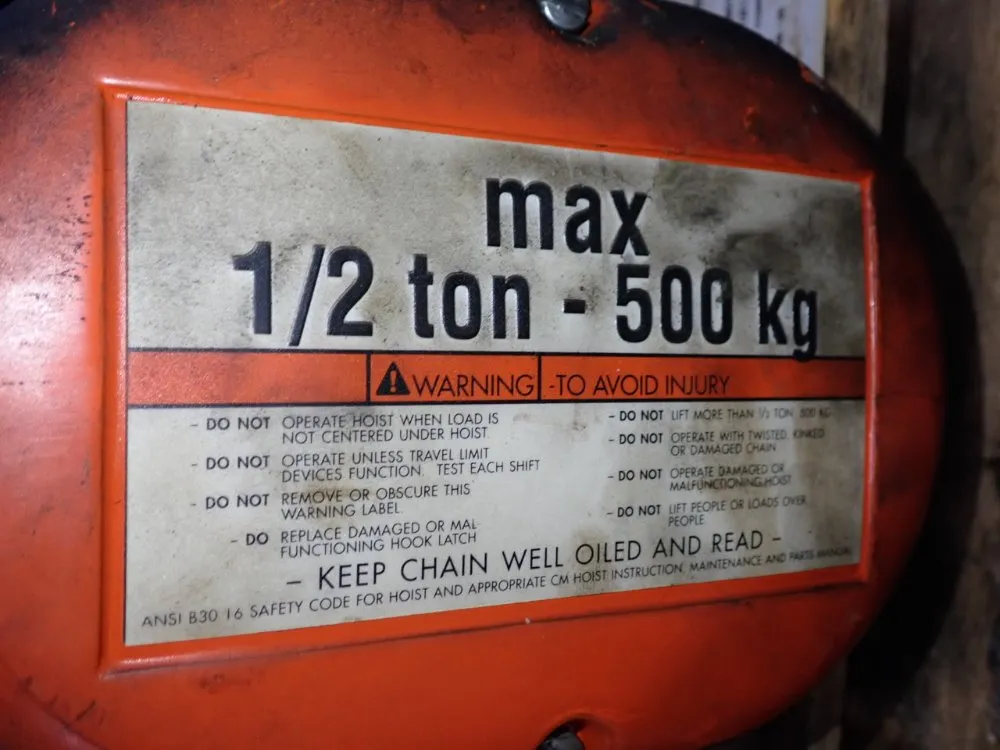 max
1/2 ton - 500 kg
WARNING -TO AVOID INJURY
- DO NOT OPERATE HOIST WHEN LOAD IS
NOT CENTERED UNDER HOIST.
- DO NOT OPERATE UNLESS TRAVEL LIMIT
DEVICES FUNCTION. TEST EACH SHIFT
- DO NOT REMOVE OR OBSCURE THIS
WARNING LABEL.
- DO REPLACE DAMAGED OR MAL
FUNCTIONING HOOK LATCH
- DO NOT LIFT MORE THAN 1/2 TON 500 KG
- DO NOT OPERATE WITH TWISTED, KINKED
OR DAMAGED CHAIN
- DO NOT OPERATE DAMAGED OR
MALFUNCTIONING HOIST
- DO NOT LIFT PEOPLE OR LOADS OVER
PEOPLE.
- KEEP CHAIN WELL OILED AND READ -
ANSI B30 16 SAFETY CODE FOR HOIST AND APPROPRIATE CM HOIST INSTRUCTION, MAINTENANCE AND PARTS MANUAL